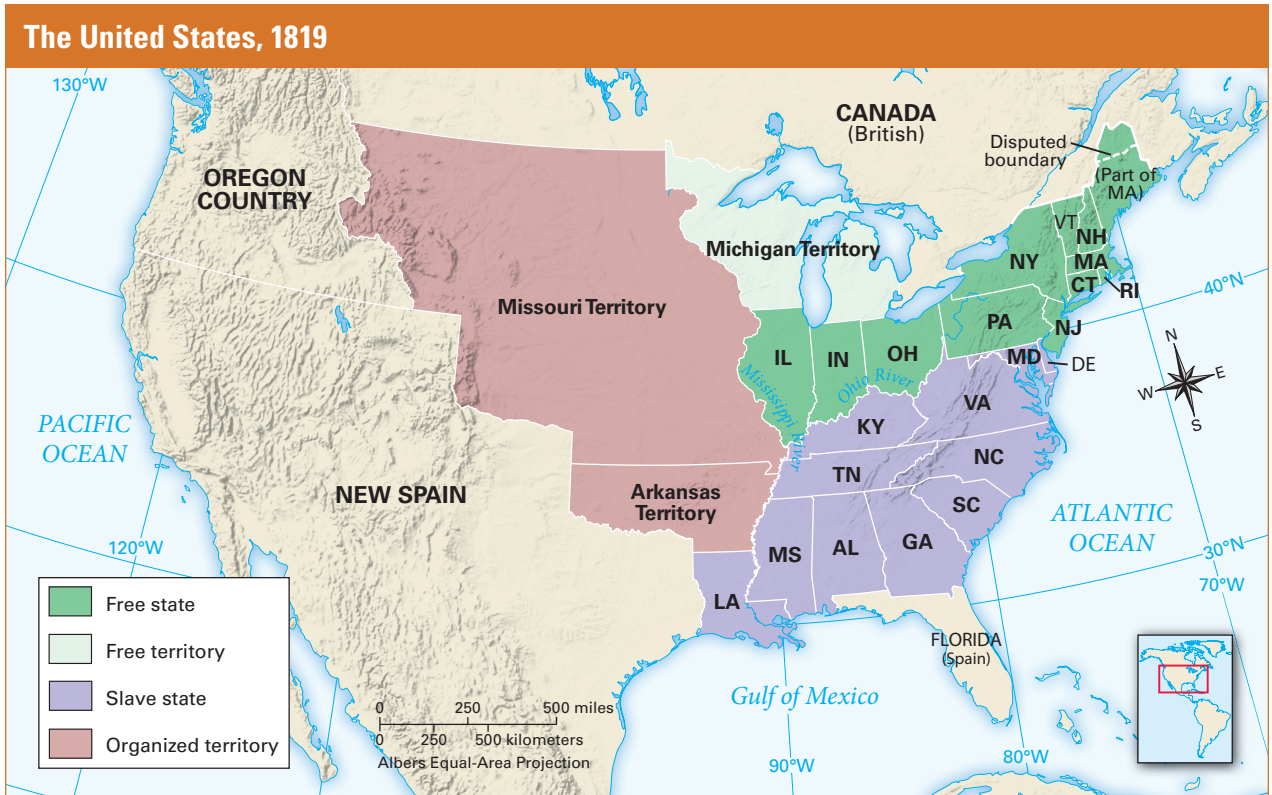 The United States, 1819
130°W
CANADA
(British)
Disputed
boundary
(Part of
MA)
OREGON
COUNTRY
VT
NH
Michigan Territory
NY
MA
CT
RI
40°N
Missouri Territory
PA
NJ
N
E
W
S
IL
IN
OH
MD
DE
Mississippi River
Ohio River
VA
PACIFIC
OCEAN
KY
NC
TN
NEW SPAIN
Arkansas
Territory
SC
ATLANTIC
OCEAN
120°W
MS
AL
GA
30°N
70°W
LA
Free state
Free territory
Slave state
Organized territory
FLORIDA
(Spain)
Gulf of Mexico
0 250 500 miles
0 250 500 kilometers
Albers Equal-Area Projection
90°W
80°W